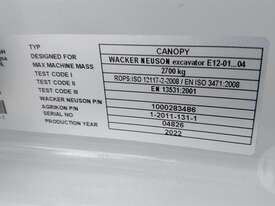 TYP CANOPY
DESIGNED FOR WACKER NEUSON excavator E12-01...04
MAX MACHINE MASS 2700 kg
TEST CODE I ROPS ISO 12117-2:2008 / EN ISO 3471:2008
TEST CODE II
TEST CODE III EN 13531:2001
WACKER NEUSON P/N 1000283486
AGRIKON P/N 1-2011-131-1
SERIAL NO 04826
PRODUCTION YEAR 2022